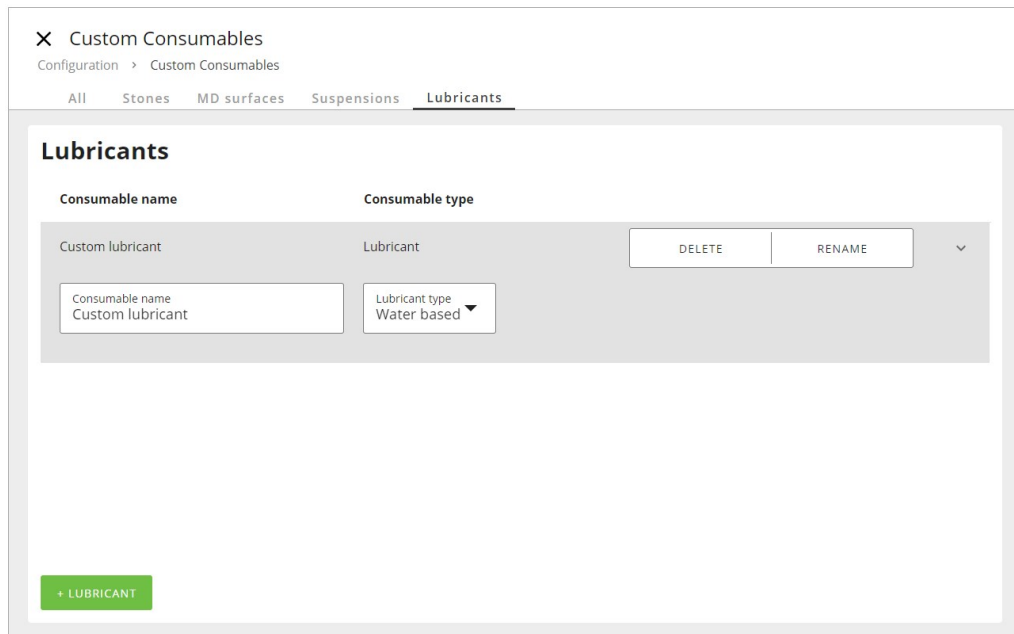 Custom Consumables
Configuration > Custom Consumables
All Stones MD surfaces Suspensions Lubricants
Lubricants
Consumable name Consumable type
Custom lubricant Lubricant DELETE RENAME
Consumable name Lubricant type
Custom lubricant Water based
+ LUBRICANT